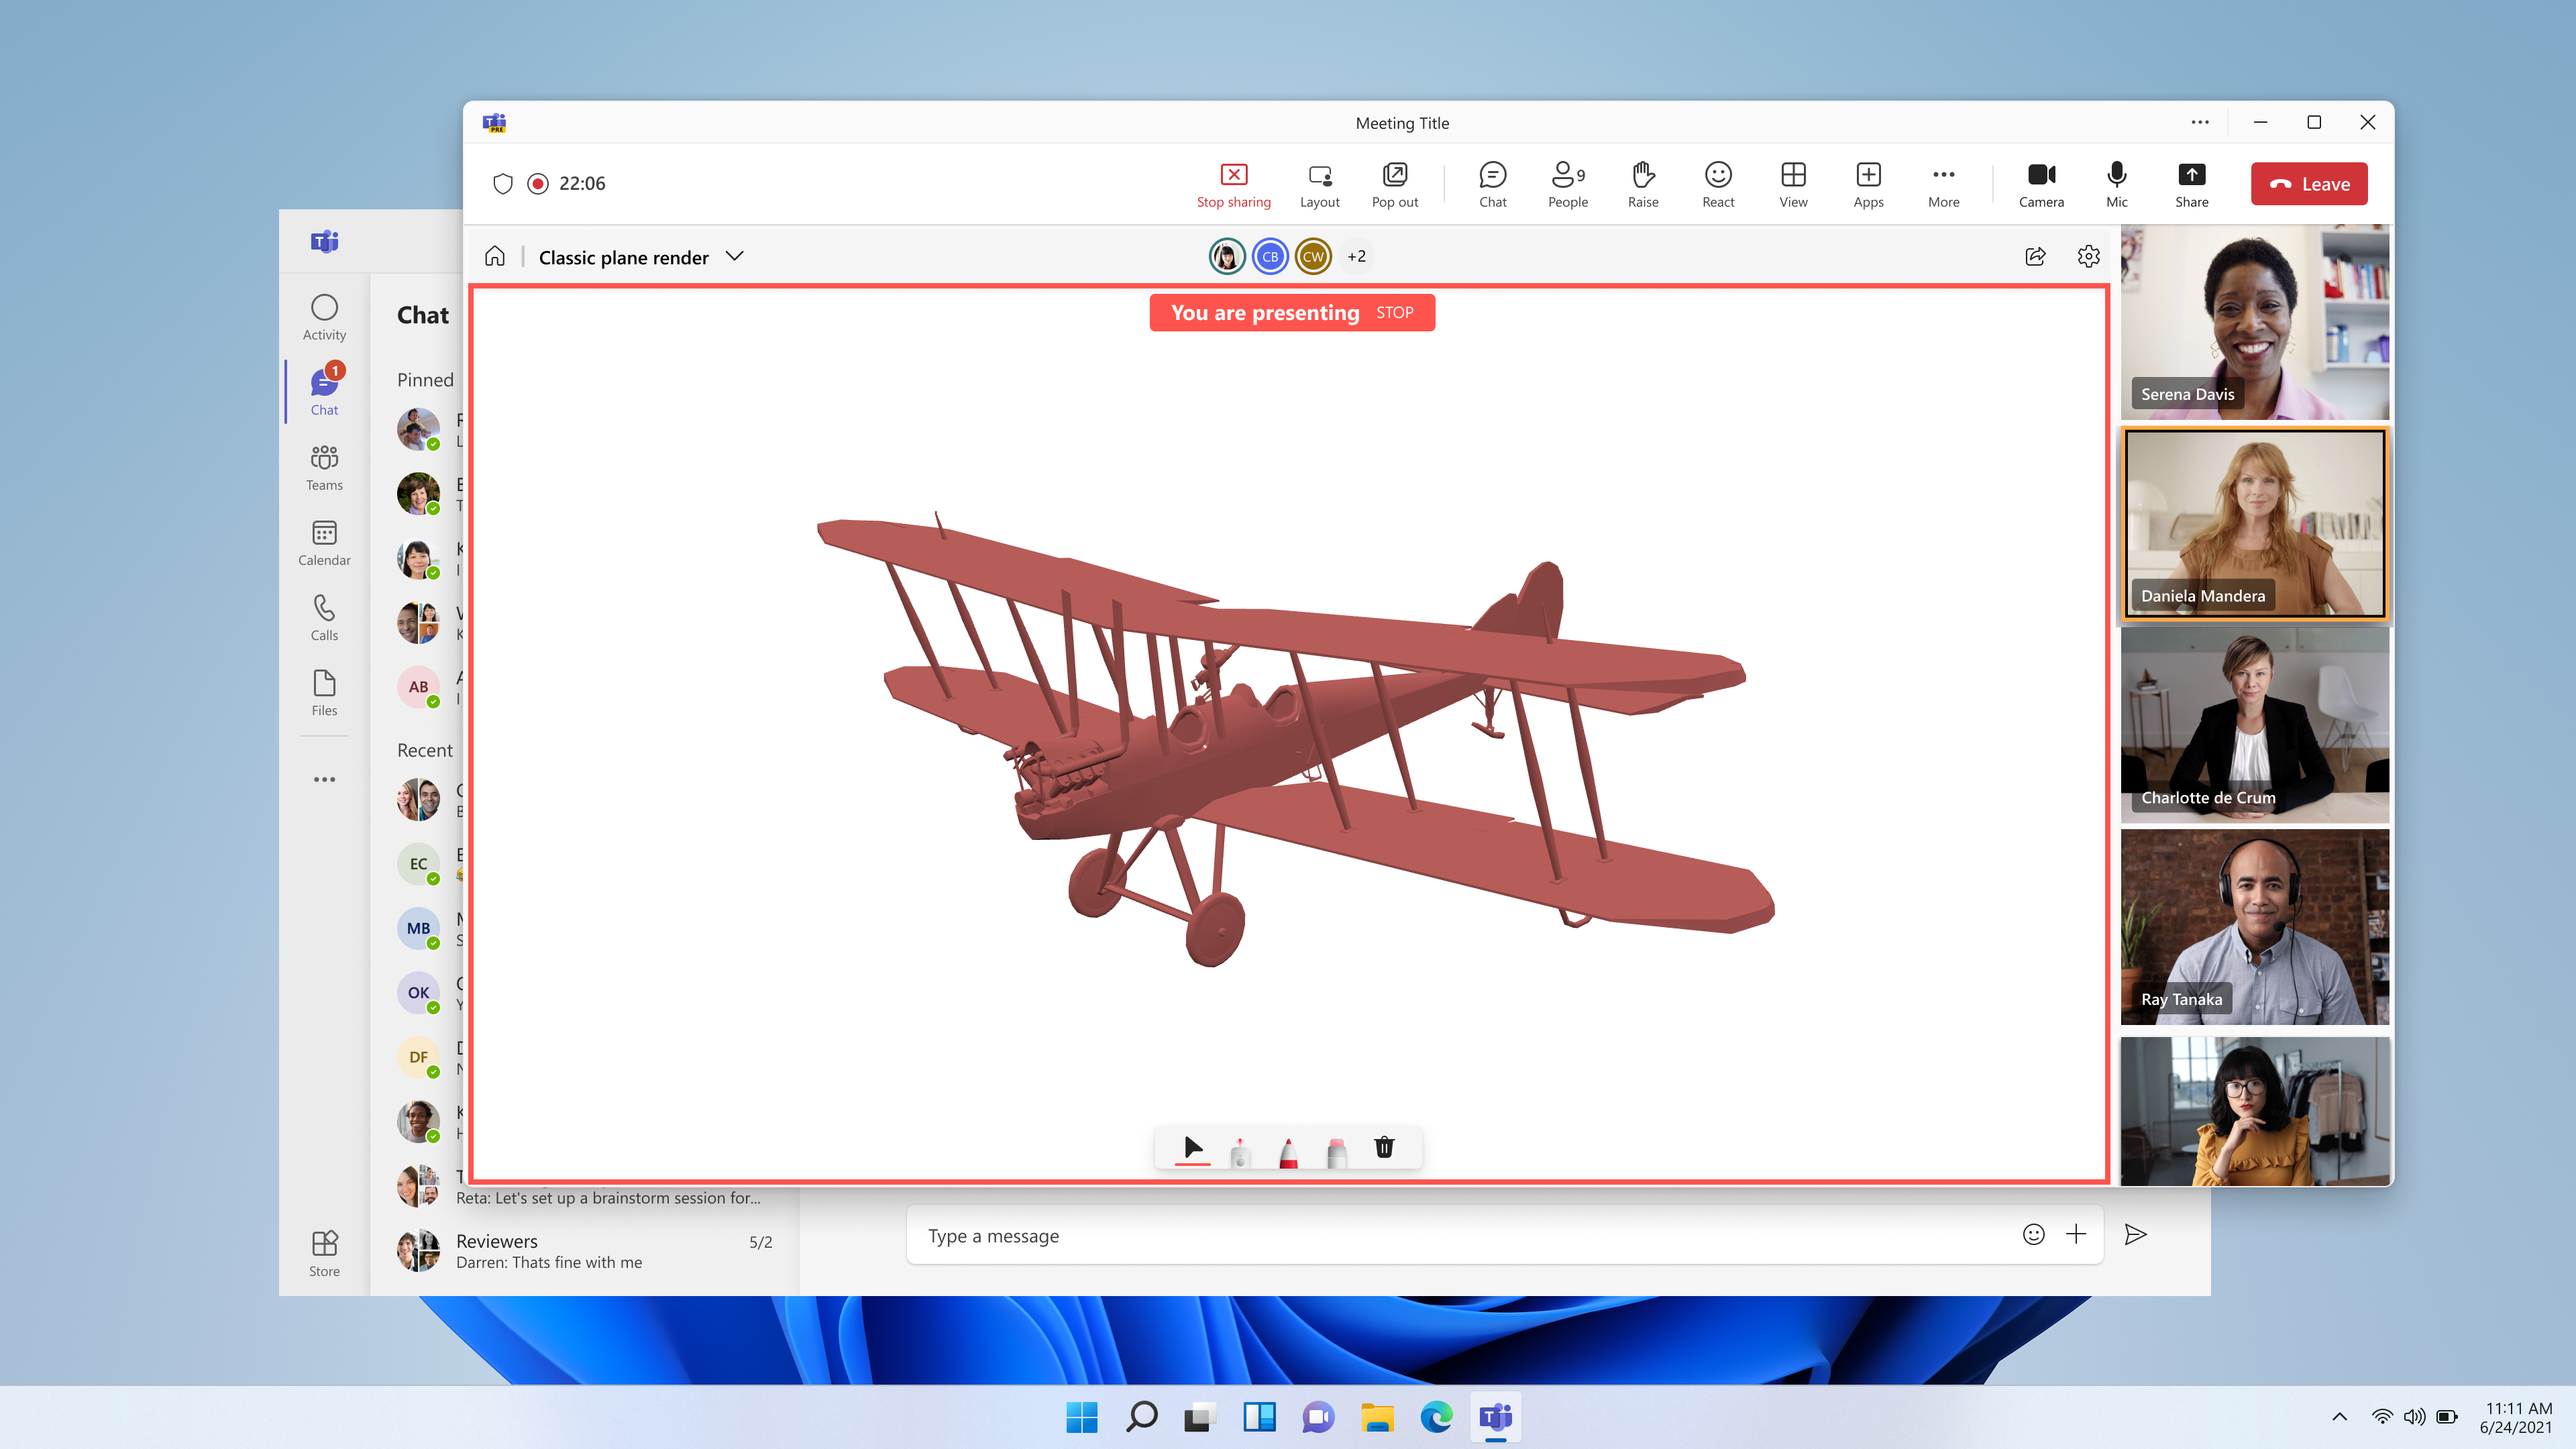 Meeting Title
22:06
Stop sharing
Layout
Pop out
Chat
People
9
Raise
React
View
Apps
More
Camera
Mic
Share
Leave
Classic plane render
CB
CW
+2
You are presenting STOP
Serena Davis
Daniela Mandera
Charlotte de Crum
Ray Tanaka
PRE
Activity
1
Chat
Teams
Calendar
Calls
Files
Store
Chat
Pinned
AB
Recent
EC
MB
OK
DF
Reta: Let's set up a brainstorm session for...
Reviewers 5/2
Darren: Thats fine with me
Type a message
11:11 AM
6/24/2021